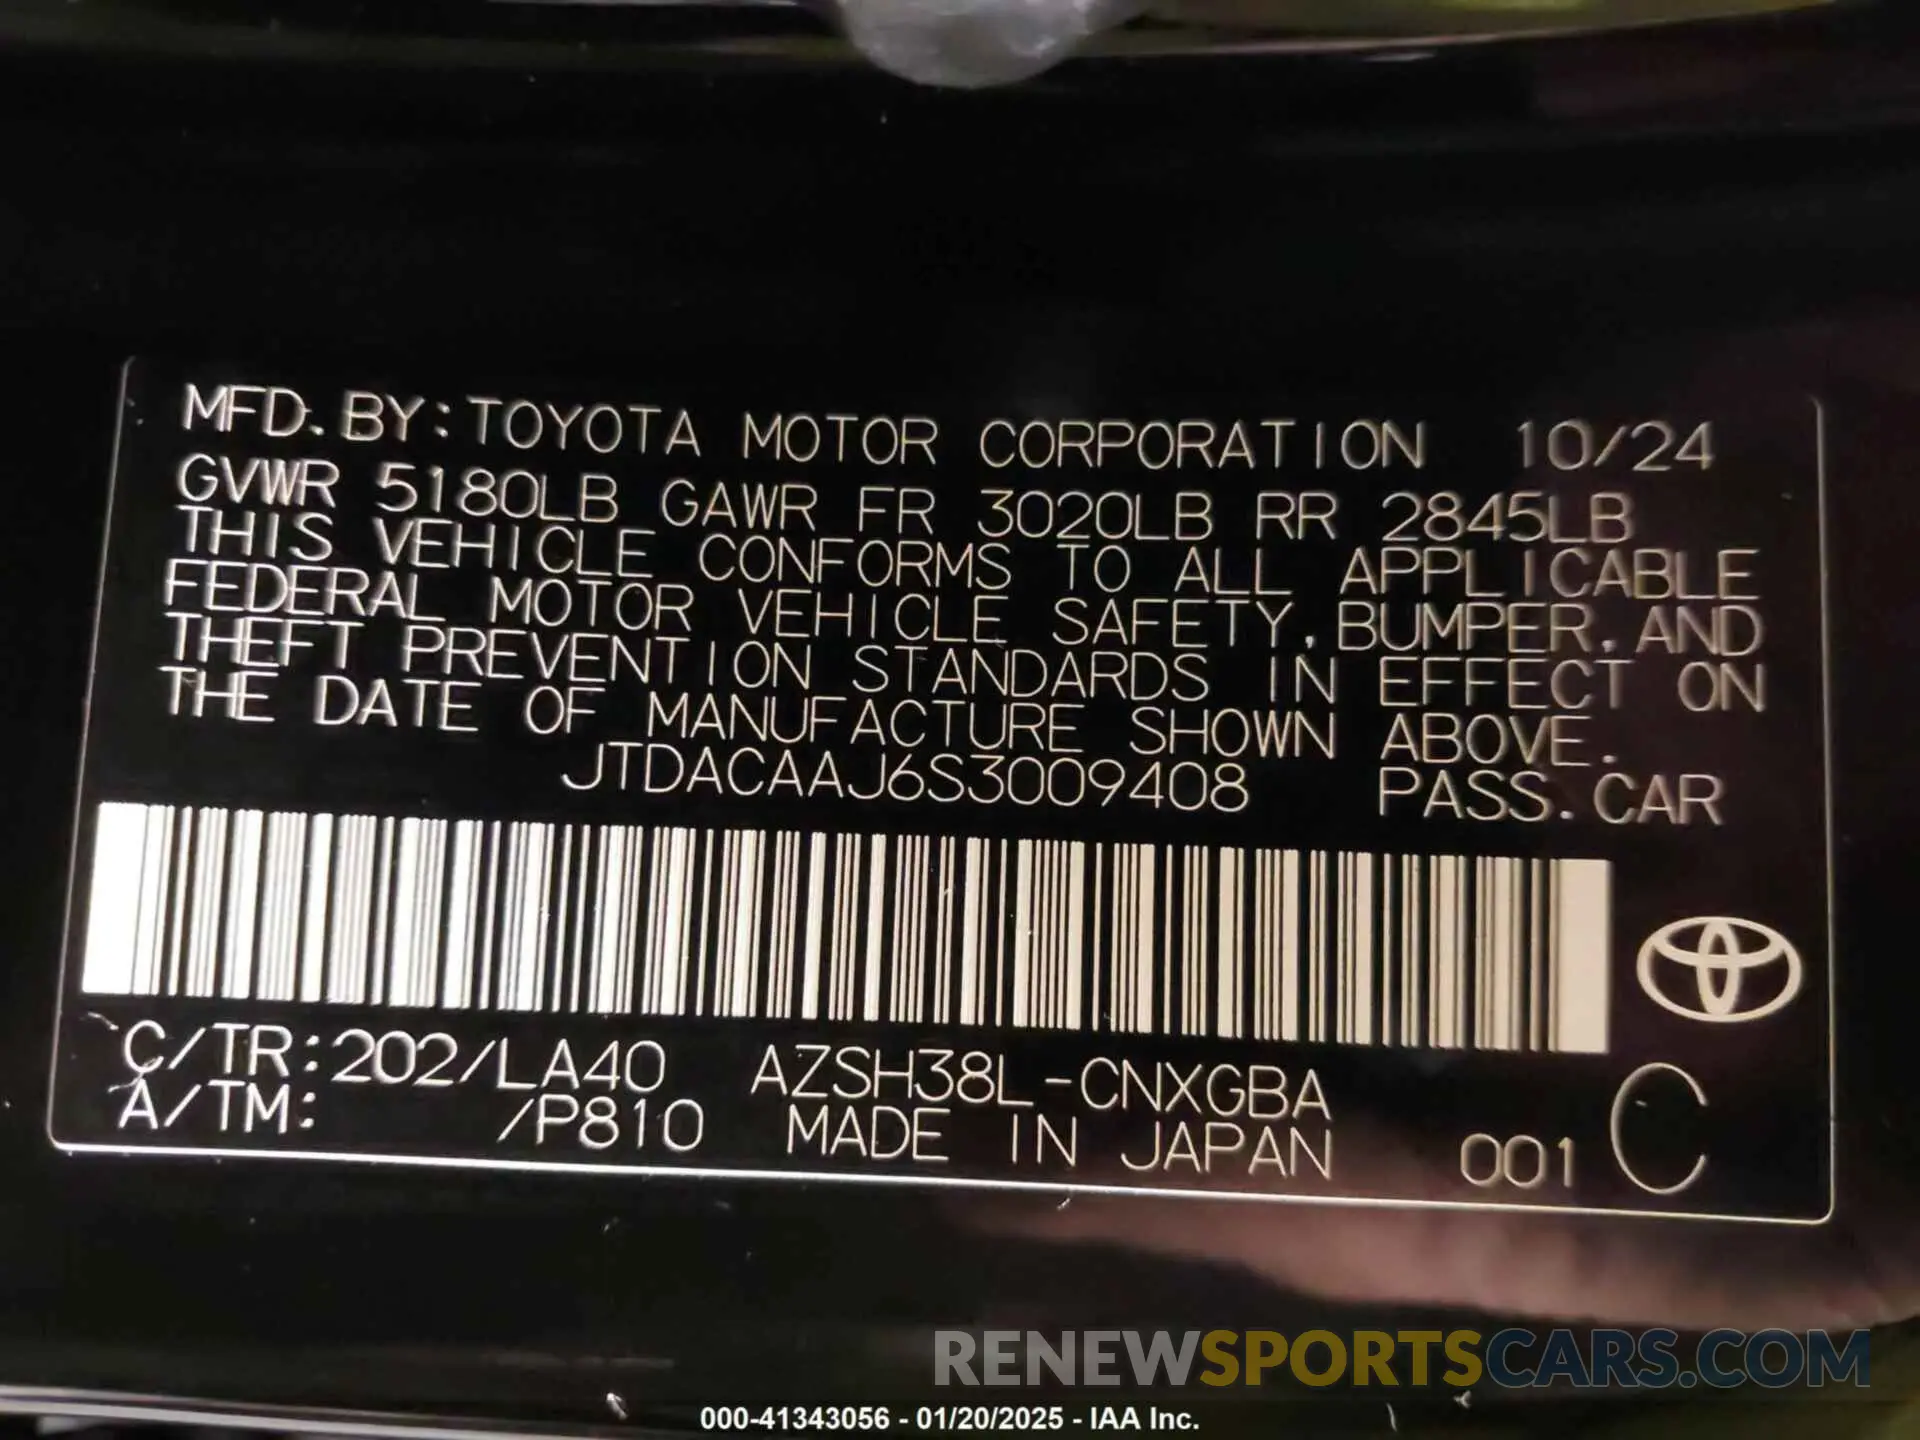 MFD. BY: TOYOTA MOTOR CORPORATION 10/24
GVWR 5180LB GAWR FR 3020LB RR 2845LB
THIS VEHICLE CONFORMS TO ALL APPLICABLE
FEDERAL MOTOR VEHICLE SAFETY, BUMPER, AND
THEFT PREVENTION STANDARDS IN EFFECT ON
THE DATE OF MANUFACTURE SHOWN ABOVE.
JTDACAAJ6S3009408 PASS. CAR
C/TR: 202/LA40 AZSH38L-CNXGBA
A/TM: /P810 MADE IN JAPAN 001 C
RENEWSPORTSCARS.COM
000-41343056 - 01/20/2025 - IAA Inc.